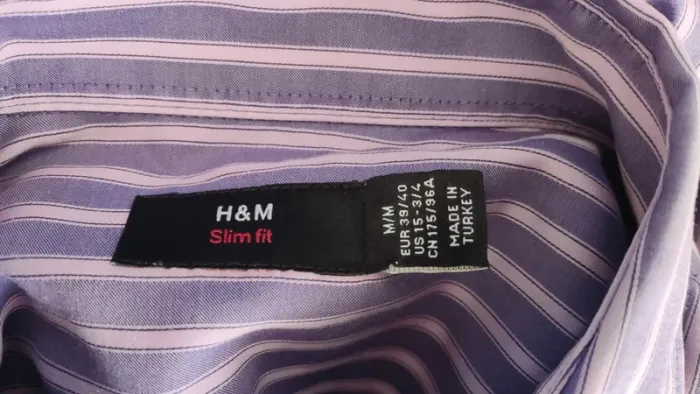 H&M
Slim fit
M/M
EUR 39/40
US 15-3/4
CN 175/96A
MADE IN
TURKEY